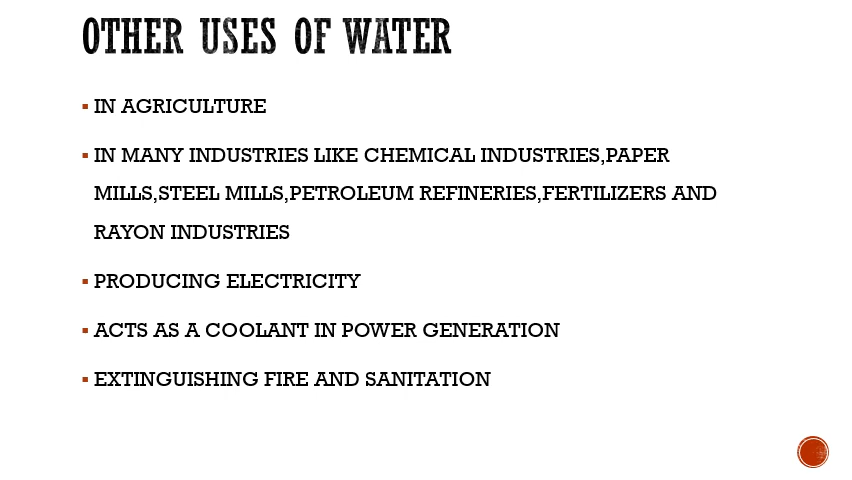 OTHER USES OF WATER
▪ IN AGRICULTURE
▪ IN MANY INDUSTRIES LIKE CHEMICAL INDUSTRIES,PAPER
MILLS,STEEL MILLS,PETROLEUM REFINERIES,FERTILIZERS AND
RAYON INDUSTRIES
▪ PRODUCING ELECTRICITY
▪ ACTS AS A COOLANT IN POWER GENERATION
▪ EXTINGUISHING FIRE AND SANITATION